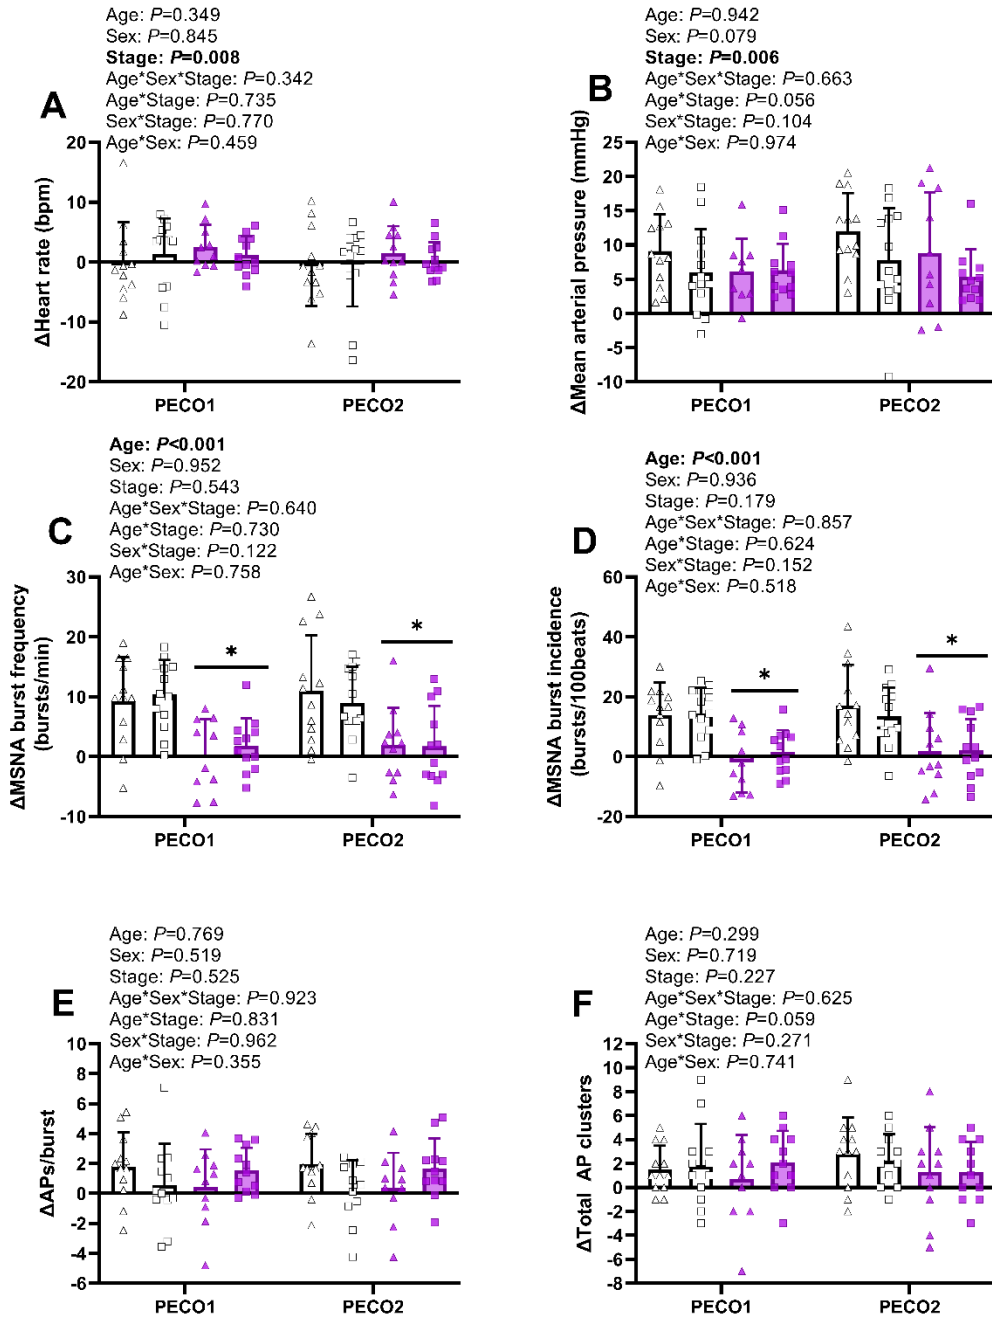 Age: P=0.349
Sex: P=0.845
Stage: P=0.008
Age*Sex*Stage: P=0.342
Age*Stage: P=0.735
Sex*Stage: P=0.770
Age*Sex: P=0.459
A
ΔHeart rate (bpm)
20
10
0
-10
-20
PECO1
PECO2
Age: P=0.942
Sex: P=0.079
Stage: P=0.006
Age*Sex*Stage: P=0.663
Age*Stage: P=0.056
Sex*Stage: P=0.104
Age*Sex: P=0.974
B
ΔMean arterial pressure (mmHg)
25
20
15
10
5
0
-5
-10
PECO1
PECO2
Age: P<0.001
Sex: P=0.952
Stage: P=0.543
Age*Sex*Stage: P=0.640
Age*Stage: P=0.730
Sex*Stage: P=0.122
Age*Sex: P=0.758
C
ΔMSNA burst frequency
(bursts/min)
30
20
10
0
-10
*
*
PECO1
PECO2
Age: P<0.001
Sex: P=0.936
Stage: P=0.179
Age*Sex*Stage: P=0.857
Age*Stage: P=0.624
Sex*Stage: P=0.152
Age*Sex: P=0.518
D
ΔMSNA burst incidence
(bursts/100beats)
60
40
20
0
-20
*
*
PECO1
PECO2
Age: P=0.769
Sex: P=0.519
Stage: P=0.525
Age*Sex*Stage: P=0.923
Age*Stage: P=0.831
Sex*Stage: P=0.962
Age*Sex: P=0.355
E
ΔAPs/burst
10
8
6
4
2
0
-2
-4
-6
PECO1
PECO2
Age: P=0.299
Sex: P=0.719
Stage: P=0.227
Age*Sex*Stage: P=0.625
Age*Stage: P=0.059
Sex*Stage: P=0.271
Age*Sex: P=0.741
F
ΔTotal AP clusters
12
10
8
6
4
2
0
-2
-4
-6
-8
PECO1
PECO2